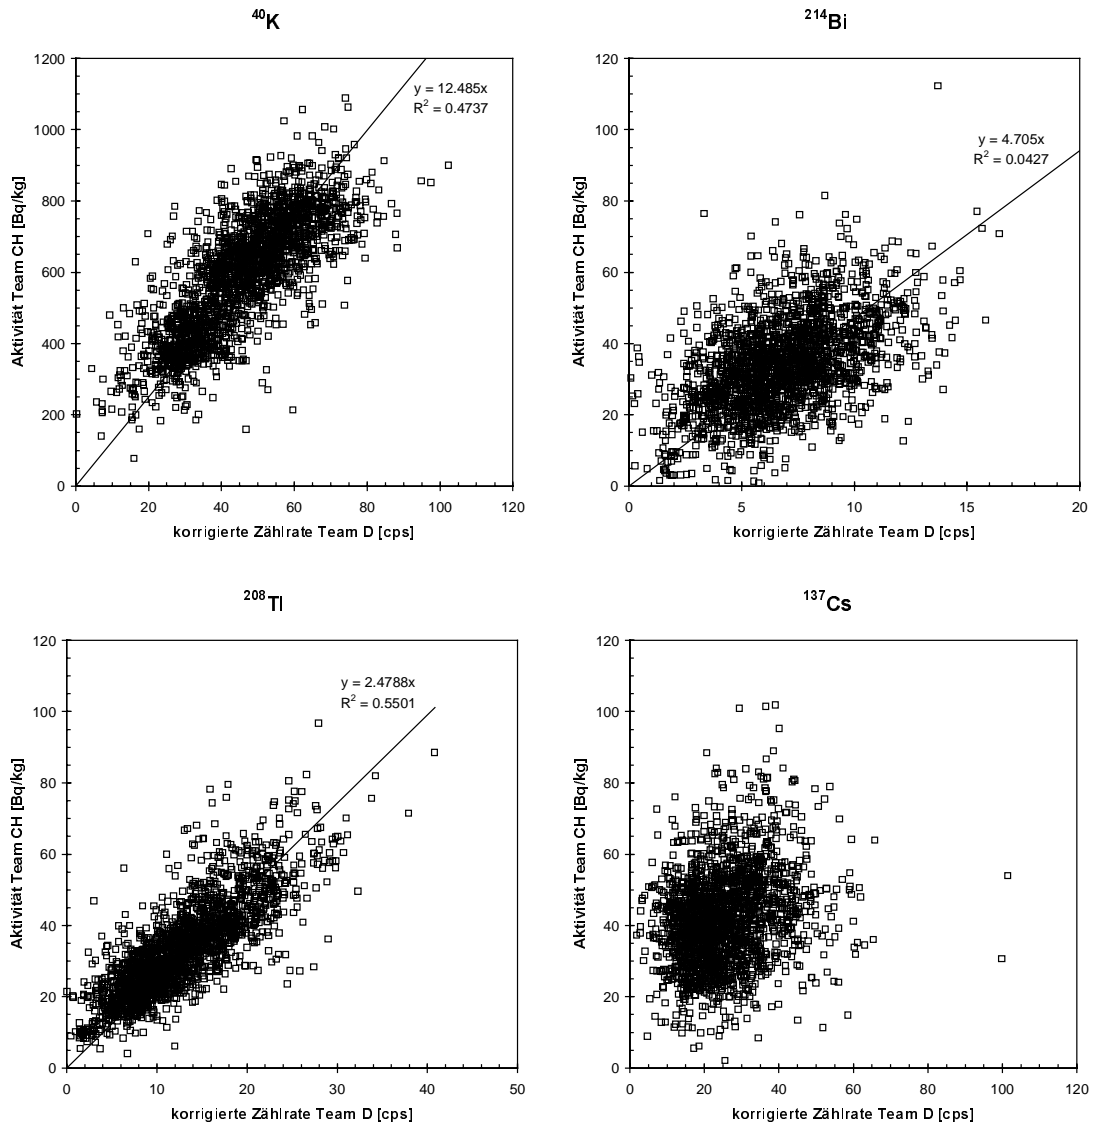 ⁴⁰K
1200
1000
800
600
400
200
0
0 20 40 60 80 100 120
y = 12.485x
R² = 0.4737
Aktivität Team CH [Bq/kg]
korrigierte Zählrate Team D [cps]
²¹⁴Bi
120
100
80
60
40
20
0
0 5 10 15 20
y = 4.705x
R² = 0.0427
Aktivität Team CH [Bq/kg]
korrigierte Zählrate Team D [cps]
²⁰⁸Tl
120
100
80
60
40
20
0
0 10 20 30 40 50
y = 2.4788x
R² = 0.5501
Aktivität Team CH [Bq/kg]
korrigierte Zählrate Team D [cps]
¹³⁷Cs
120
100
80
60
40
20
0
0 20 40 60 80 100 120
Aktivität Team CH [Bq/kg]
korrigierte Zählrate Team D [cps]